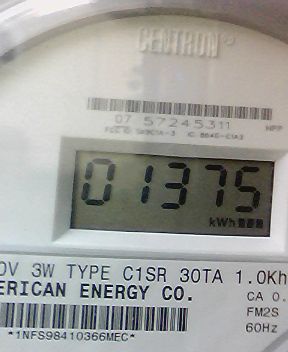 CENTRON
07 57245311
01375
kWh
0V 3W TYPE C1SR 30TA 1.0Kh
ERICAN ENERGY CO.
CA 0.
FM2S
60Hz
*1NFS98410366MEC*